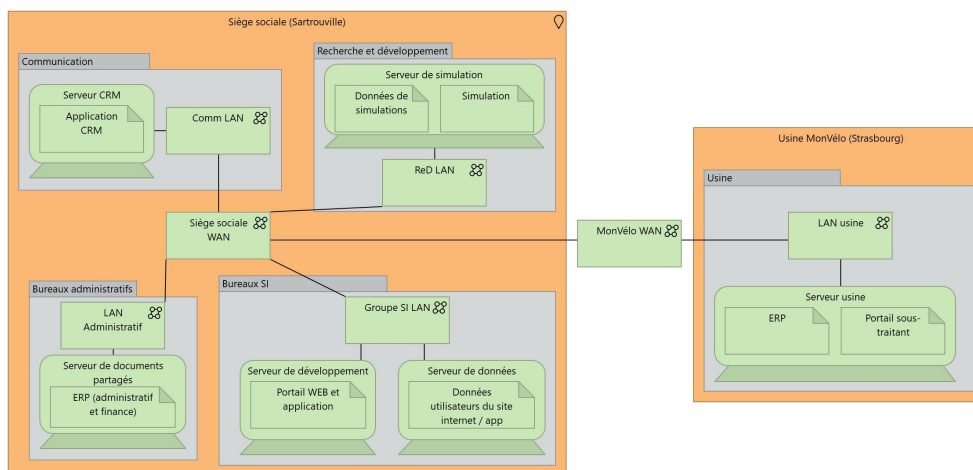 Siège sociale (Sartrouville)
Communication
Serveur CRM
Application
CRM
Comm LAN
Recherche et développement
Serveur de simulation
Données de
simulations
Simulation
ReD LAN
Siège sociale
WAN
MonVélo WAN
Usine MonVélo (Strasbourg)
Usine
LAN usine
Serveur usine
ERP
Portail sous-
traitant
Bureaux administratifs
LAN
Administratif
Serveur de documents
partagés
ERP (administratif
et finance)
Bureaux SI
Groupe SI LAN
Serveur de développement
Portail WEB et
application
Serveur de données
Données
utilisateurs du site
internet / app